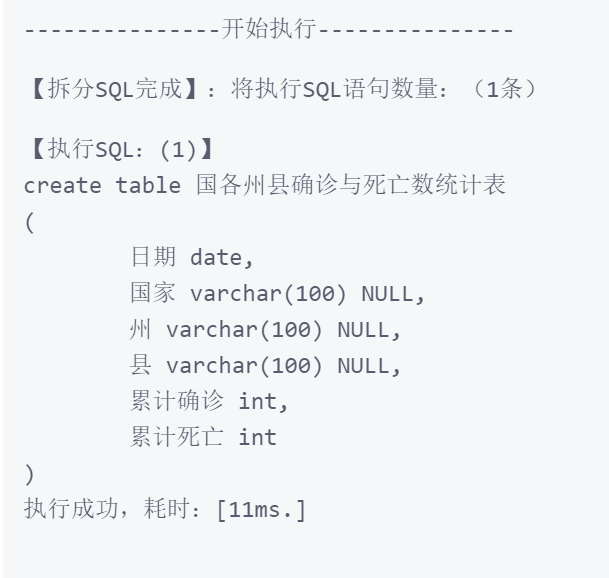 ---------------开始执行---------------
【拆分SQL完成】：将执行SQL语句数量：（1条）
【执行SQL：(1)】
create table 国各州县确诊与死亡数统计表
(
日期 date,
国家 varchar(100) NULL,
州 varchar(100) NULL,
县 varchar(100) NULL,
累计确诊 int,
累计死亡 int
)
执行成功，耗时：[11ms.]